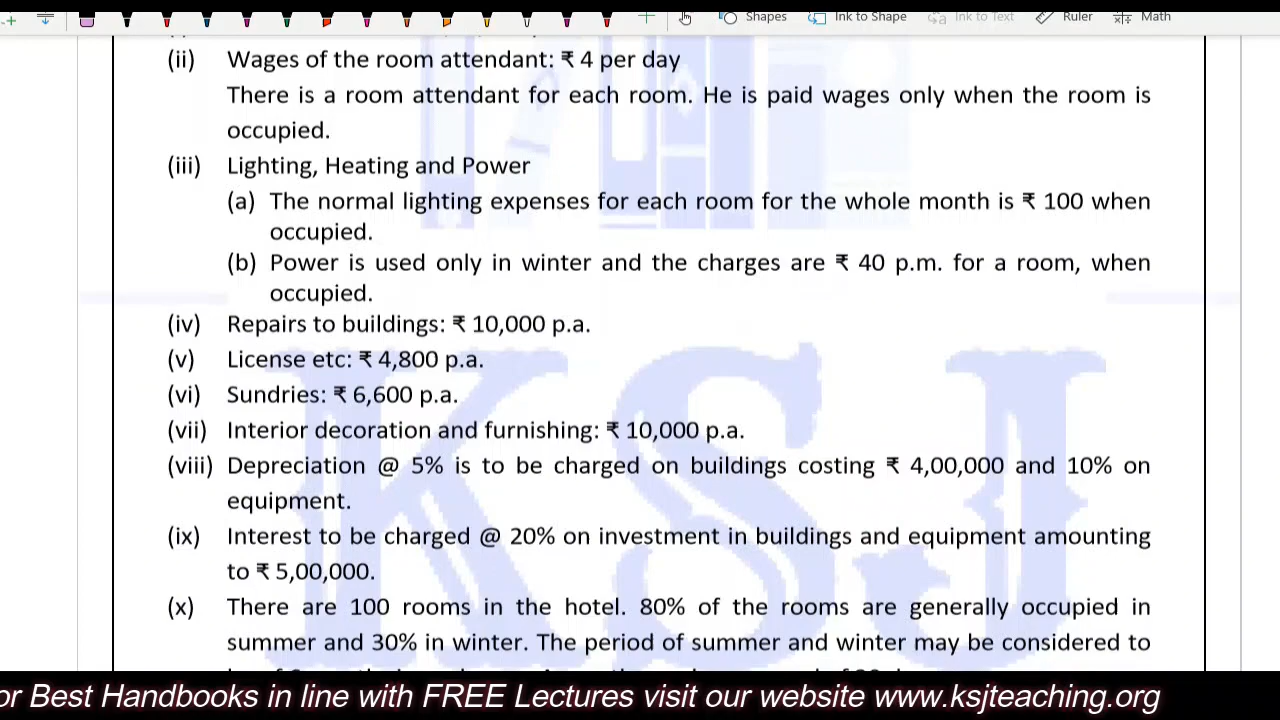 Shapes
Ink to Shape
Ink to Text
Ruler
Math
(ii) Wages of the room attendant: ₹ 4 per day
There is a room attendant for each room. He is paid wages only when the room is
occupied.
(iii) Lighting, Heating and Power
(a) The normal lighting expenses for each room for the whole month is ₹ 100 when
occupied.
(b) Power is used only in winter and the charges are ₹ 40 p.m. for a room, when
occupied.
(iv) Repairs to buildings: ₹ 10,000 p.a.
(v) License etc: ₹ 4,800 p.a.
(vi) Sundries: ₹ 6,600 p.a.
(vii) Interior decoration and furnishing: ₹ 10,000 p.a.
(viii) Depreciation @ 5% is to be charged on buildings costing ₹ 4,00,000 and 10% on
equipment.
(ix) Interest to be charged @ 20% on investment in buildings and equipment amounting
to ₹ 5,00,000.
(x) There are 100 rooms in the hotel. 80% of the rooms are generally occupied in
summer and 30% in winter. The period of summer and winter may be considered to
KSJ
or Best Handbooks in line with FREE Lectures visit our website www.ksjteaching.org